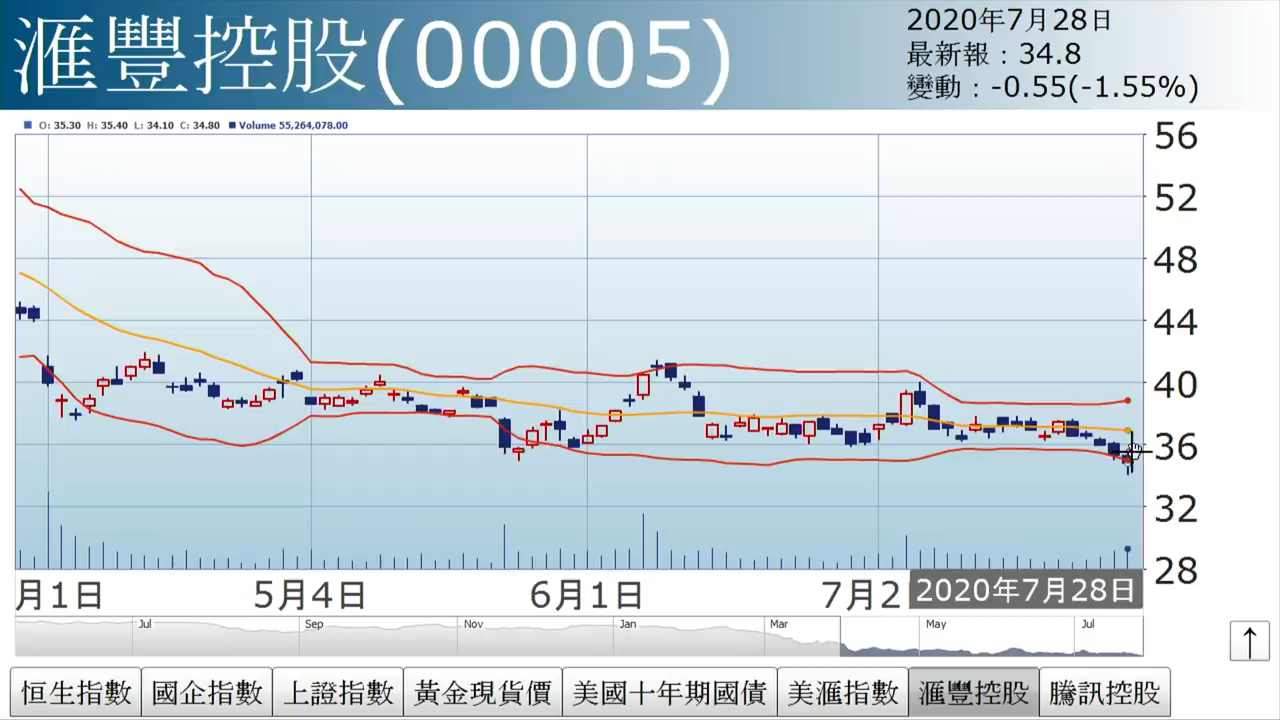 滙豐控股(00005)
2020年7月28日
最新報：34.8
變動：-0.55(-1.55%)
O: 35.30 H: 35.40 L: 34.10 C: 34.80 Volume 55,264,078.00
56
52
48
44
40
36
32
28
月1日 5月4日 6月1日 7月2 2020年7月28日
Jul Sep Nov Jan Mar May Jul
↑
恒生指數 國企指數 上證指數 黃金現貨價 美國十年期國債 美滙指數 滙豐控股 騰訊控股